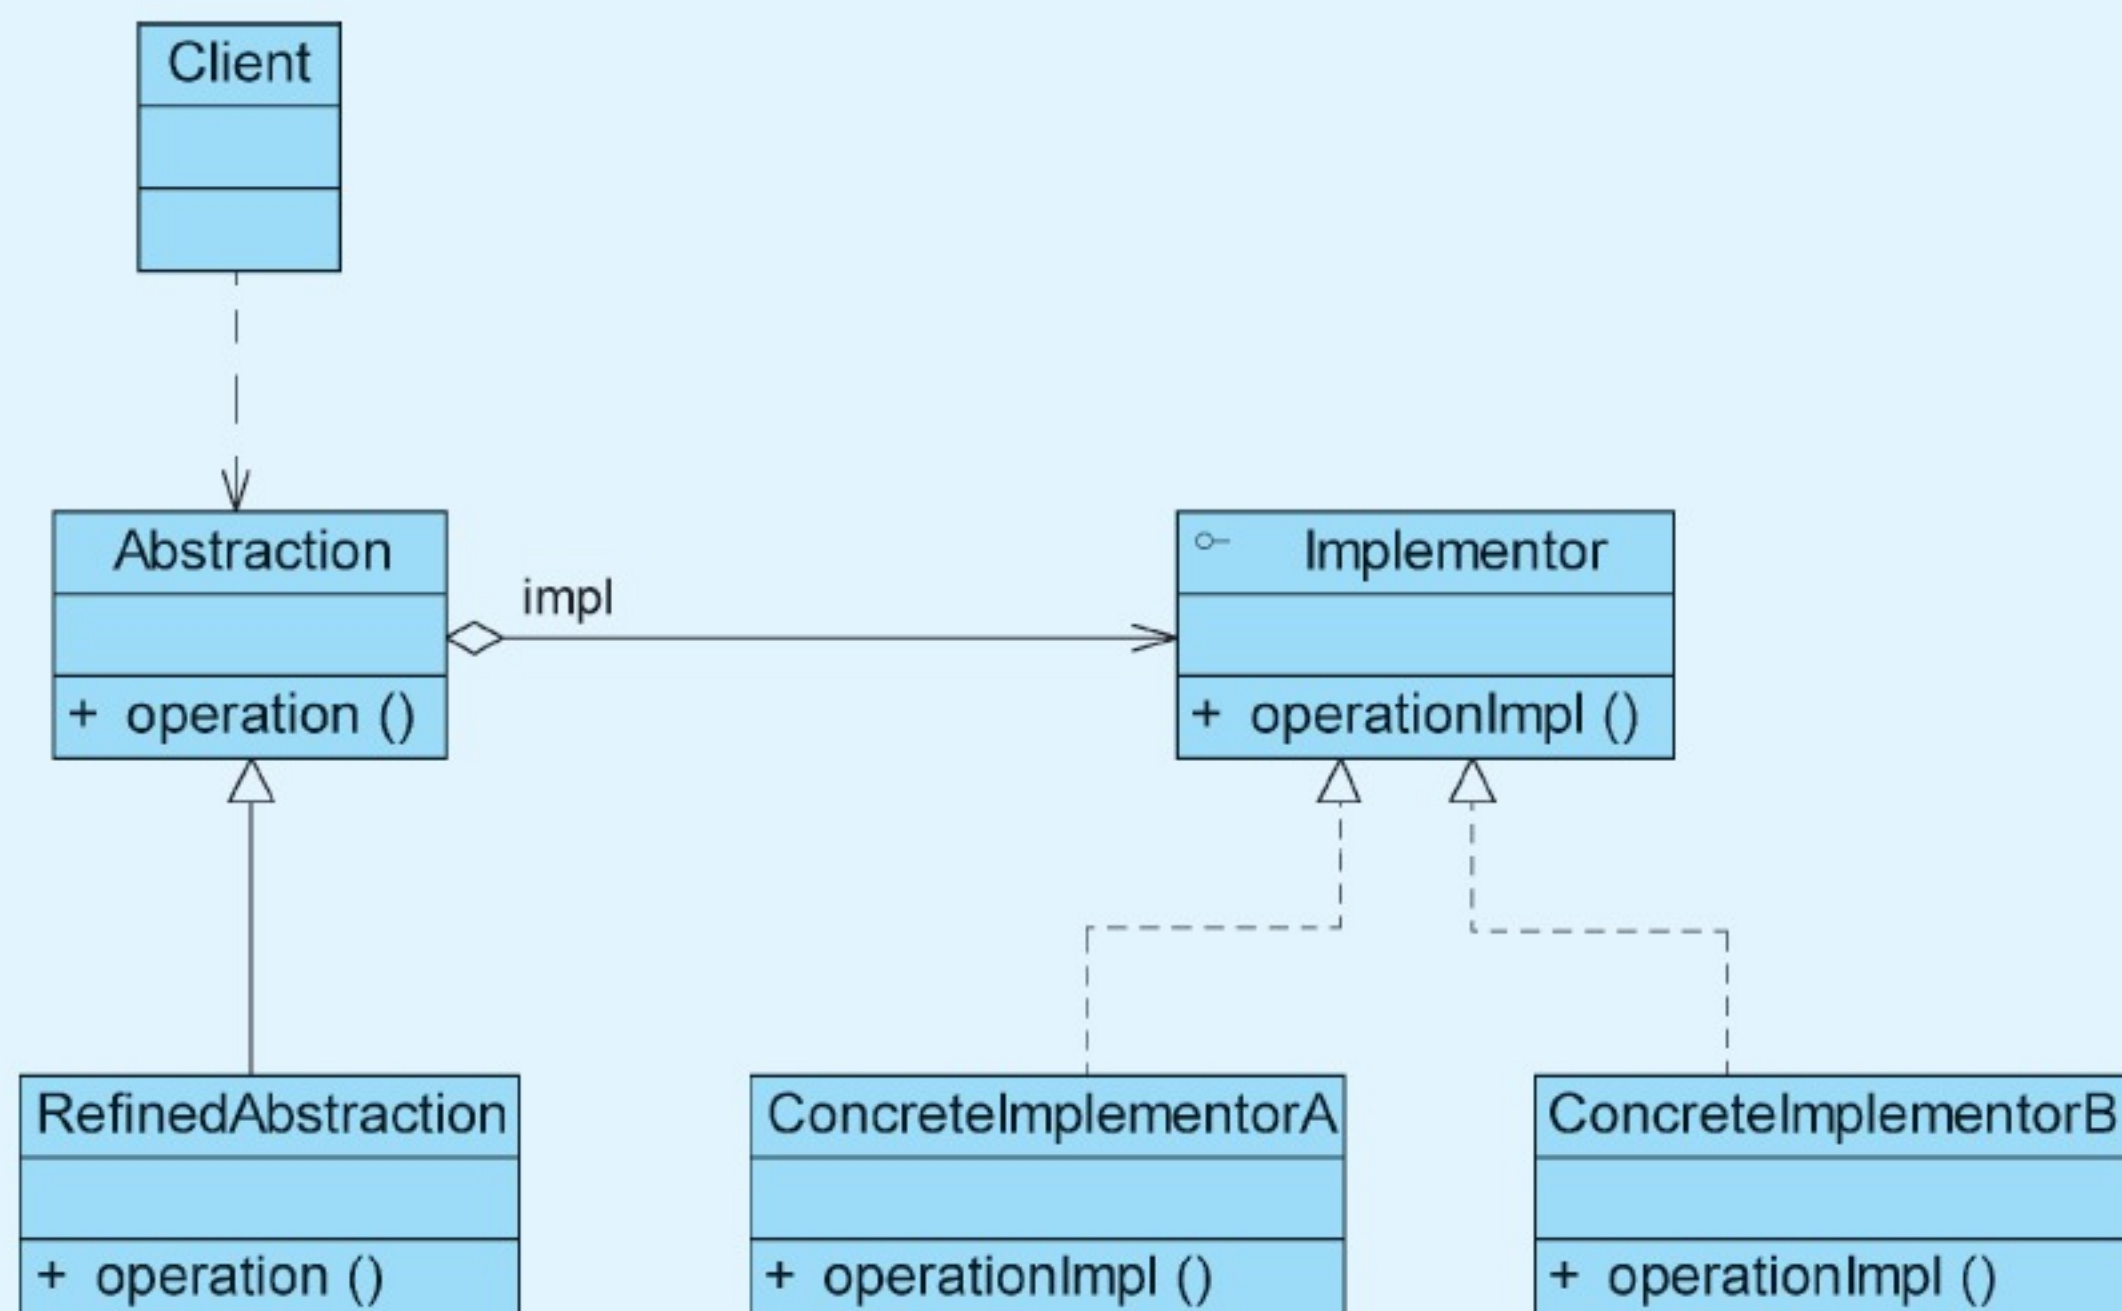 Client
Abstraction
impl
Implementor
+ operation ()
+ operationImpl ()
RefinedAbstraction
ConcreteImplementorA
ConcreteImplementorB
+ operation ()
+ operationImpl ()
+ operationImpl ()